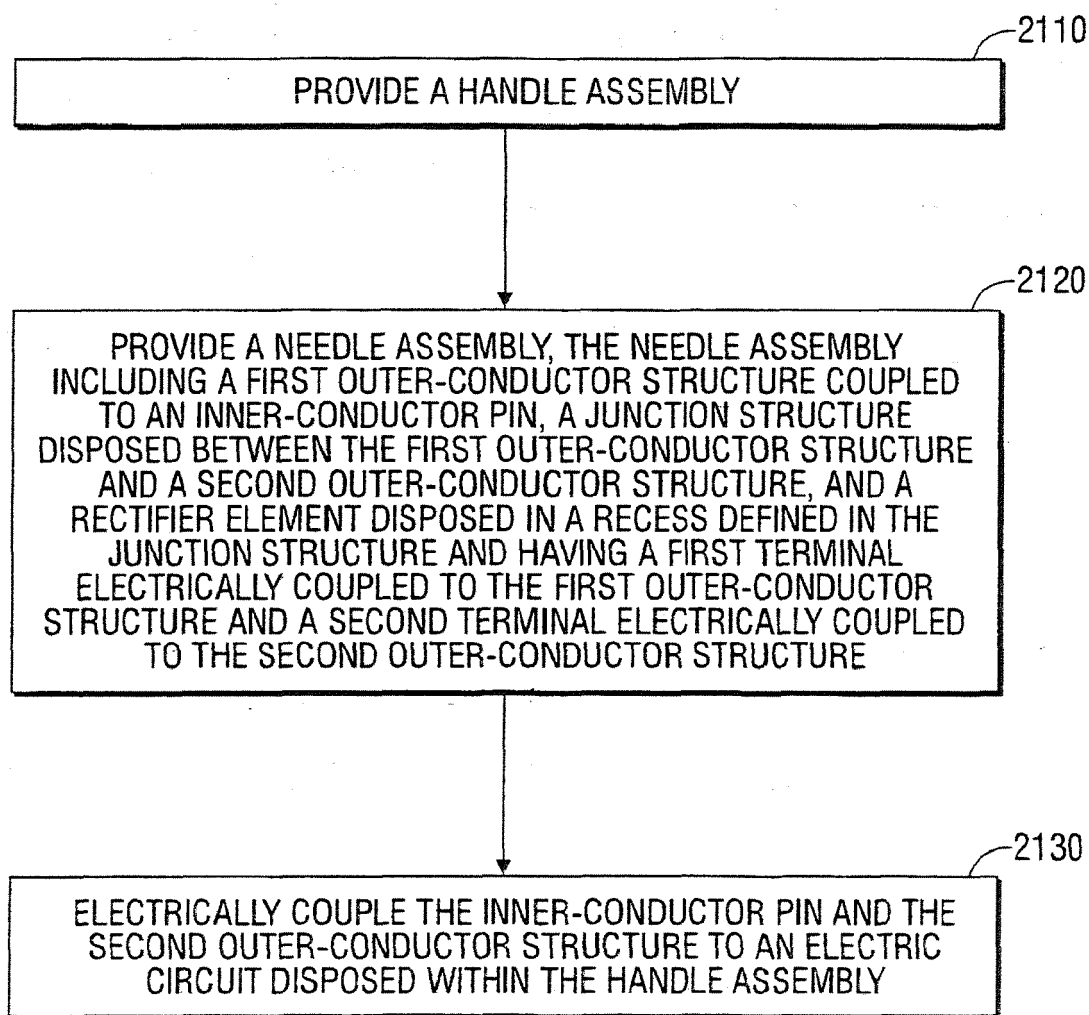 2110
PROVIDE A HANDLE ASSEMBLY
2120
PROVIDE A NEEDLE ASSEMBLY, THE NEEDLE ASSEMBLY
INCLUDING A FIRST OUTER-CONDUCTOR STRUCTURE COUPLED
TO AN INNER-CONDUCTOR PIN, A JUNCTION STRUCTURE
DISPOSED BETWEEN THE FIRST OUTER-CONDUCTOR STRUCTURE
AND A SECOND OUTER-CONDUCTOR STRUCTURE, AND A
RECTIFIER ELEMENT DISPOSED IN A RECESS DEFINED IN THE
JUNCTION STRUCTURE AND HAVING A FIRST TERMINAL
ELECTRICALLY COUPLED TO THE FIRST OUTER-CONDUCTOR
STRUCTURE AND A SECOND TERMINAL ELECTRICALLY COUPLED
TO THE SECOND OUTER-CONDUCTOR STRUCTURE
2130
ELECTRICALLY COUPLE THE INNER-CONDUCTOR PIN AND THE
SECOND OUTER-CONDUCTOR STRUCTURE TO AN ELECTRIC
CIRCUIT DISPOSED WITHIN THE HANDLE ASSEMBLY